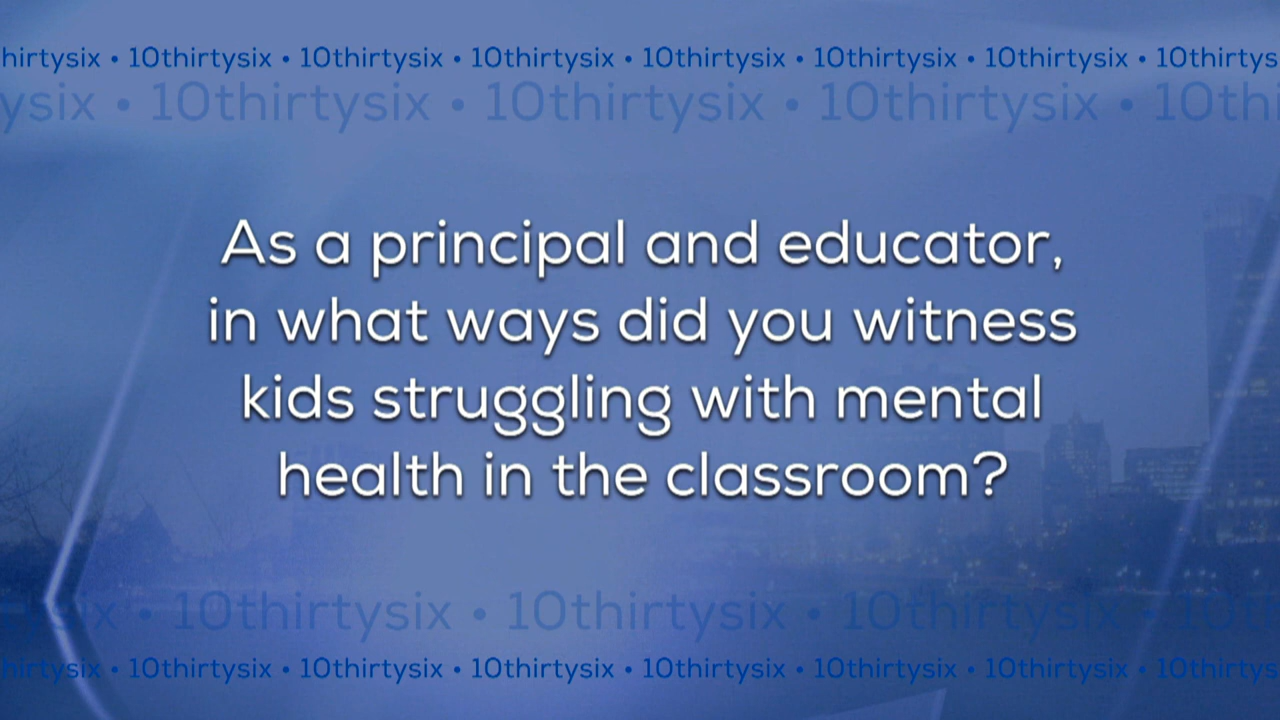 hirtysix • 10thirtysix • 10thirtysix • 10thirtysix • 10thirtysix • 10thirtysix • 10thirtysix • 10thirtys
ysix • 10thirtysix • 10thirtysix • 10thirtysix • 10thi
As a principal and educator,
in what ways did you witness
kids struggling with mental
health in the classroom?
ysix • 10thirtysix • 10thirtysix • 10thirtysix • 10t
hirtysix • 10thirtysix • 10thirtysix • 10thirtysix • 10thirtysix • 10thirtysix • 10thirtysix • 10thirtys